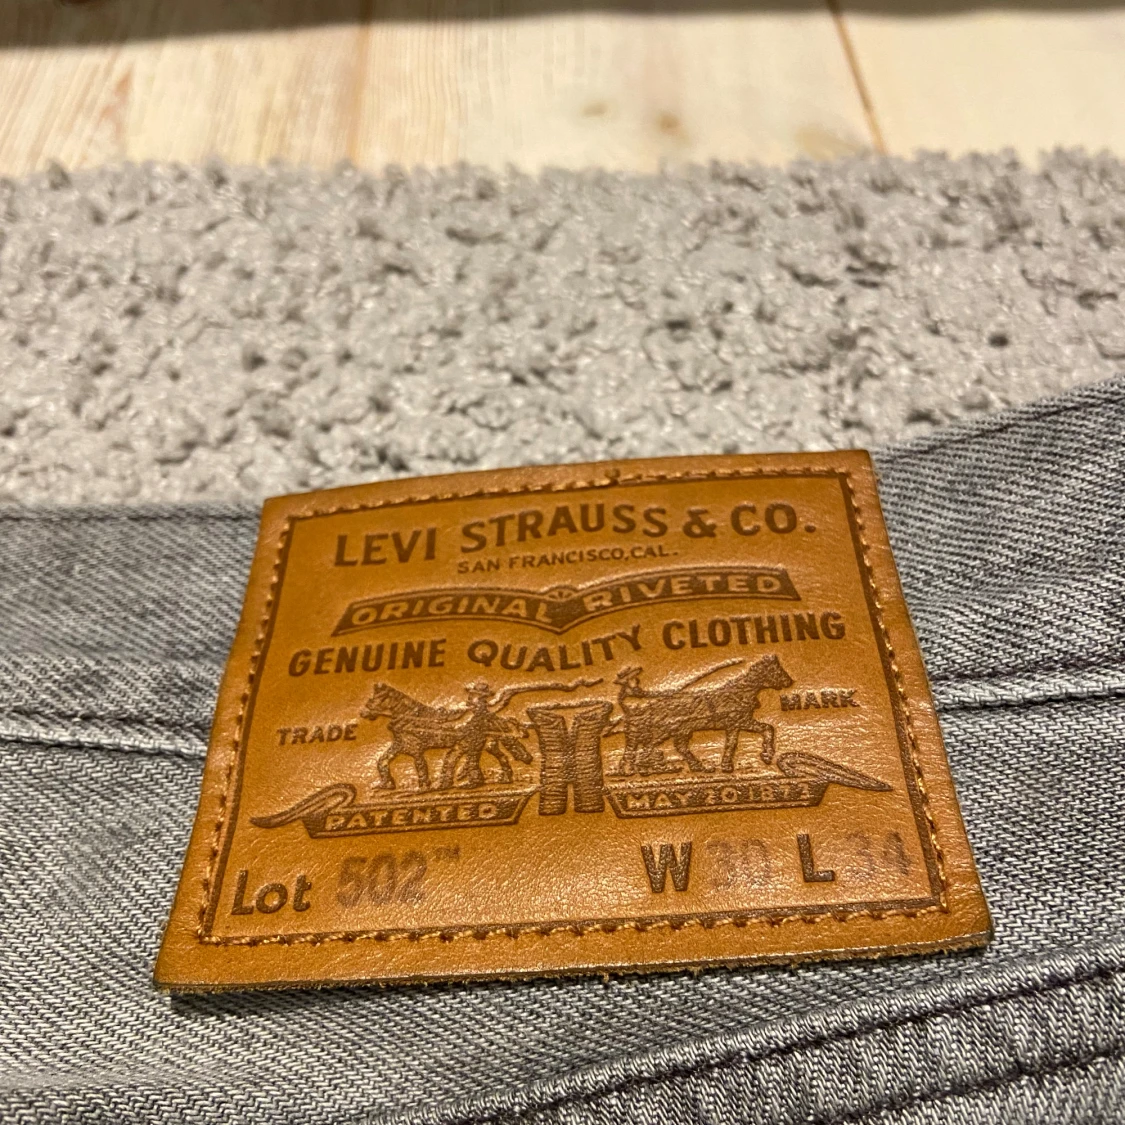 LEVI STRAUSS & CO.
SAN FRANCISCO, CAL.
ORIGINAL RIVETED
GENUINE QUALITY CLOTHING
TRADE MARK
PATENTED MAY 20 1873
Lot 502™ W 30 L 34